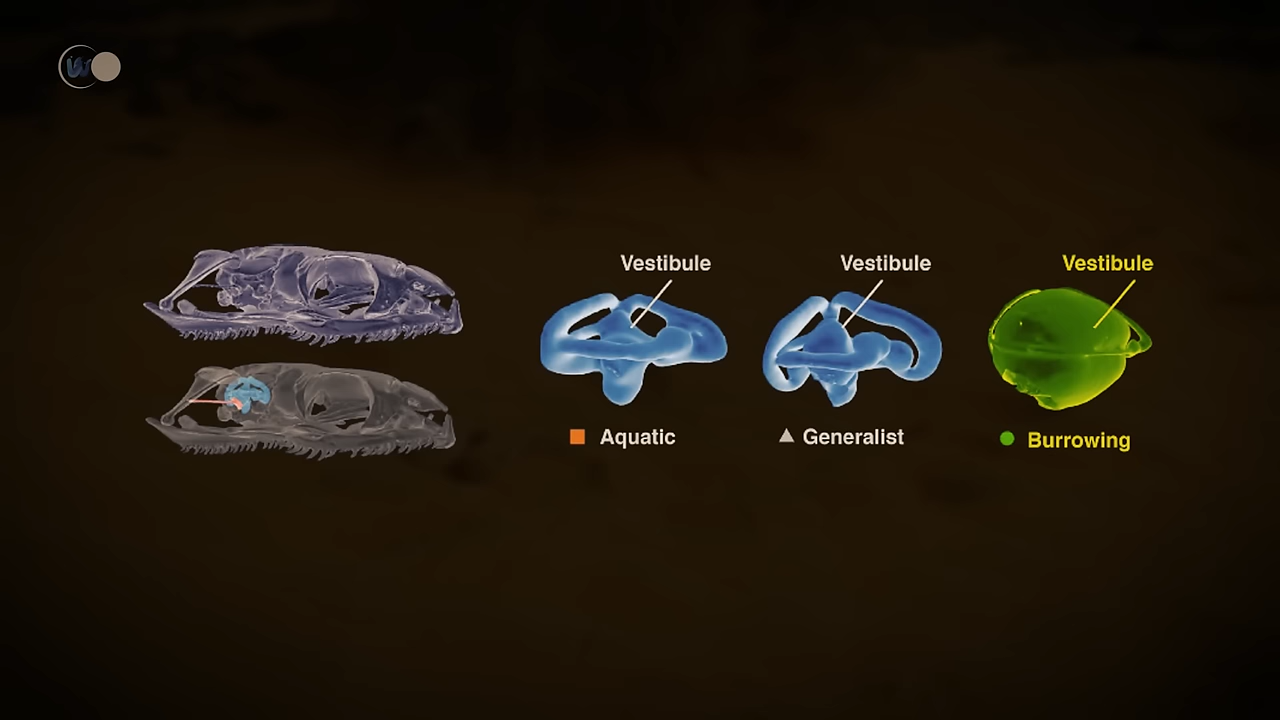 Vestibule
Vestibule
Vestibule
Aquatic
Generalist
Burrowing